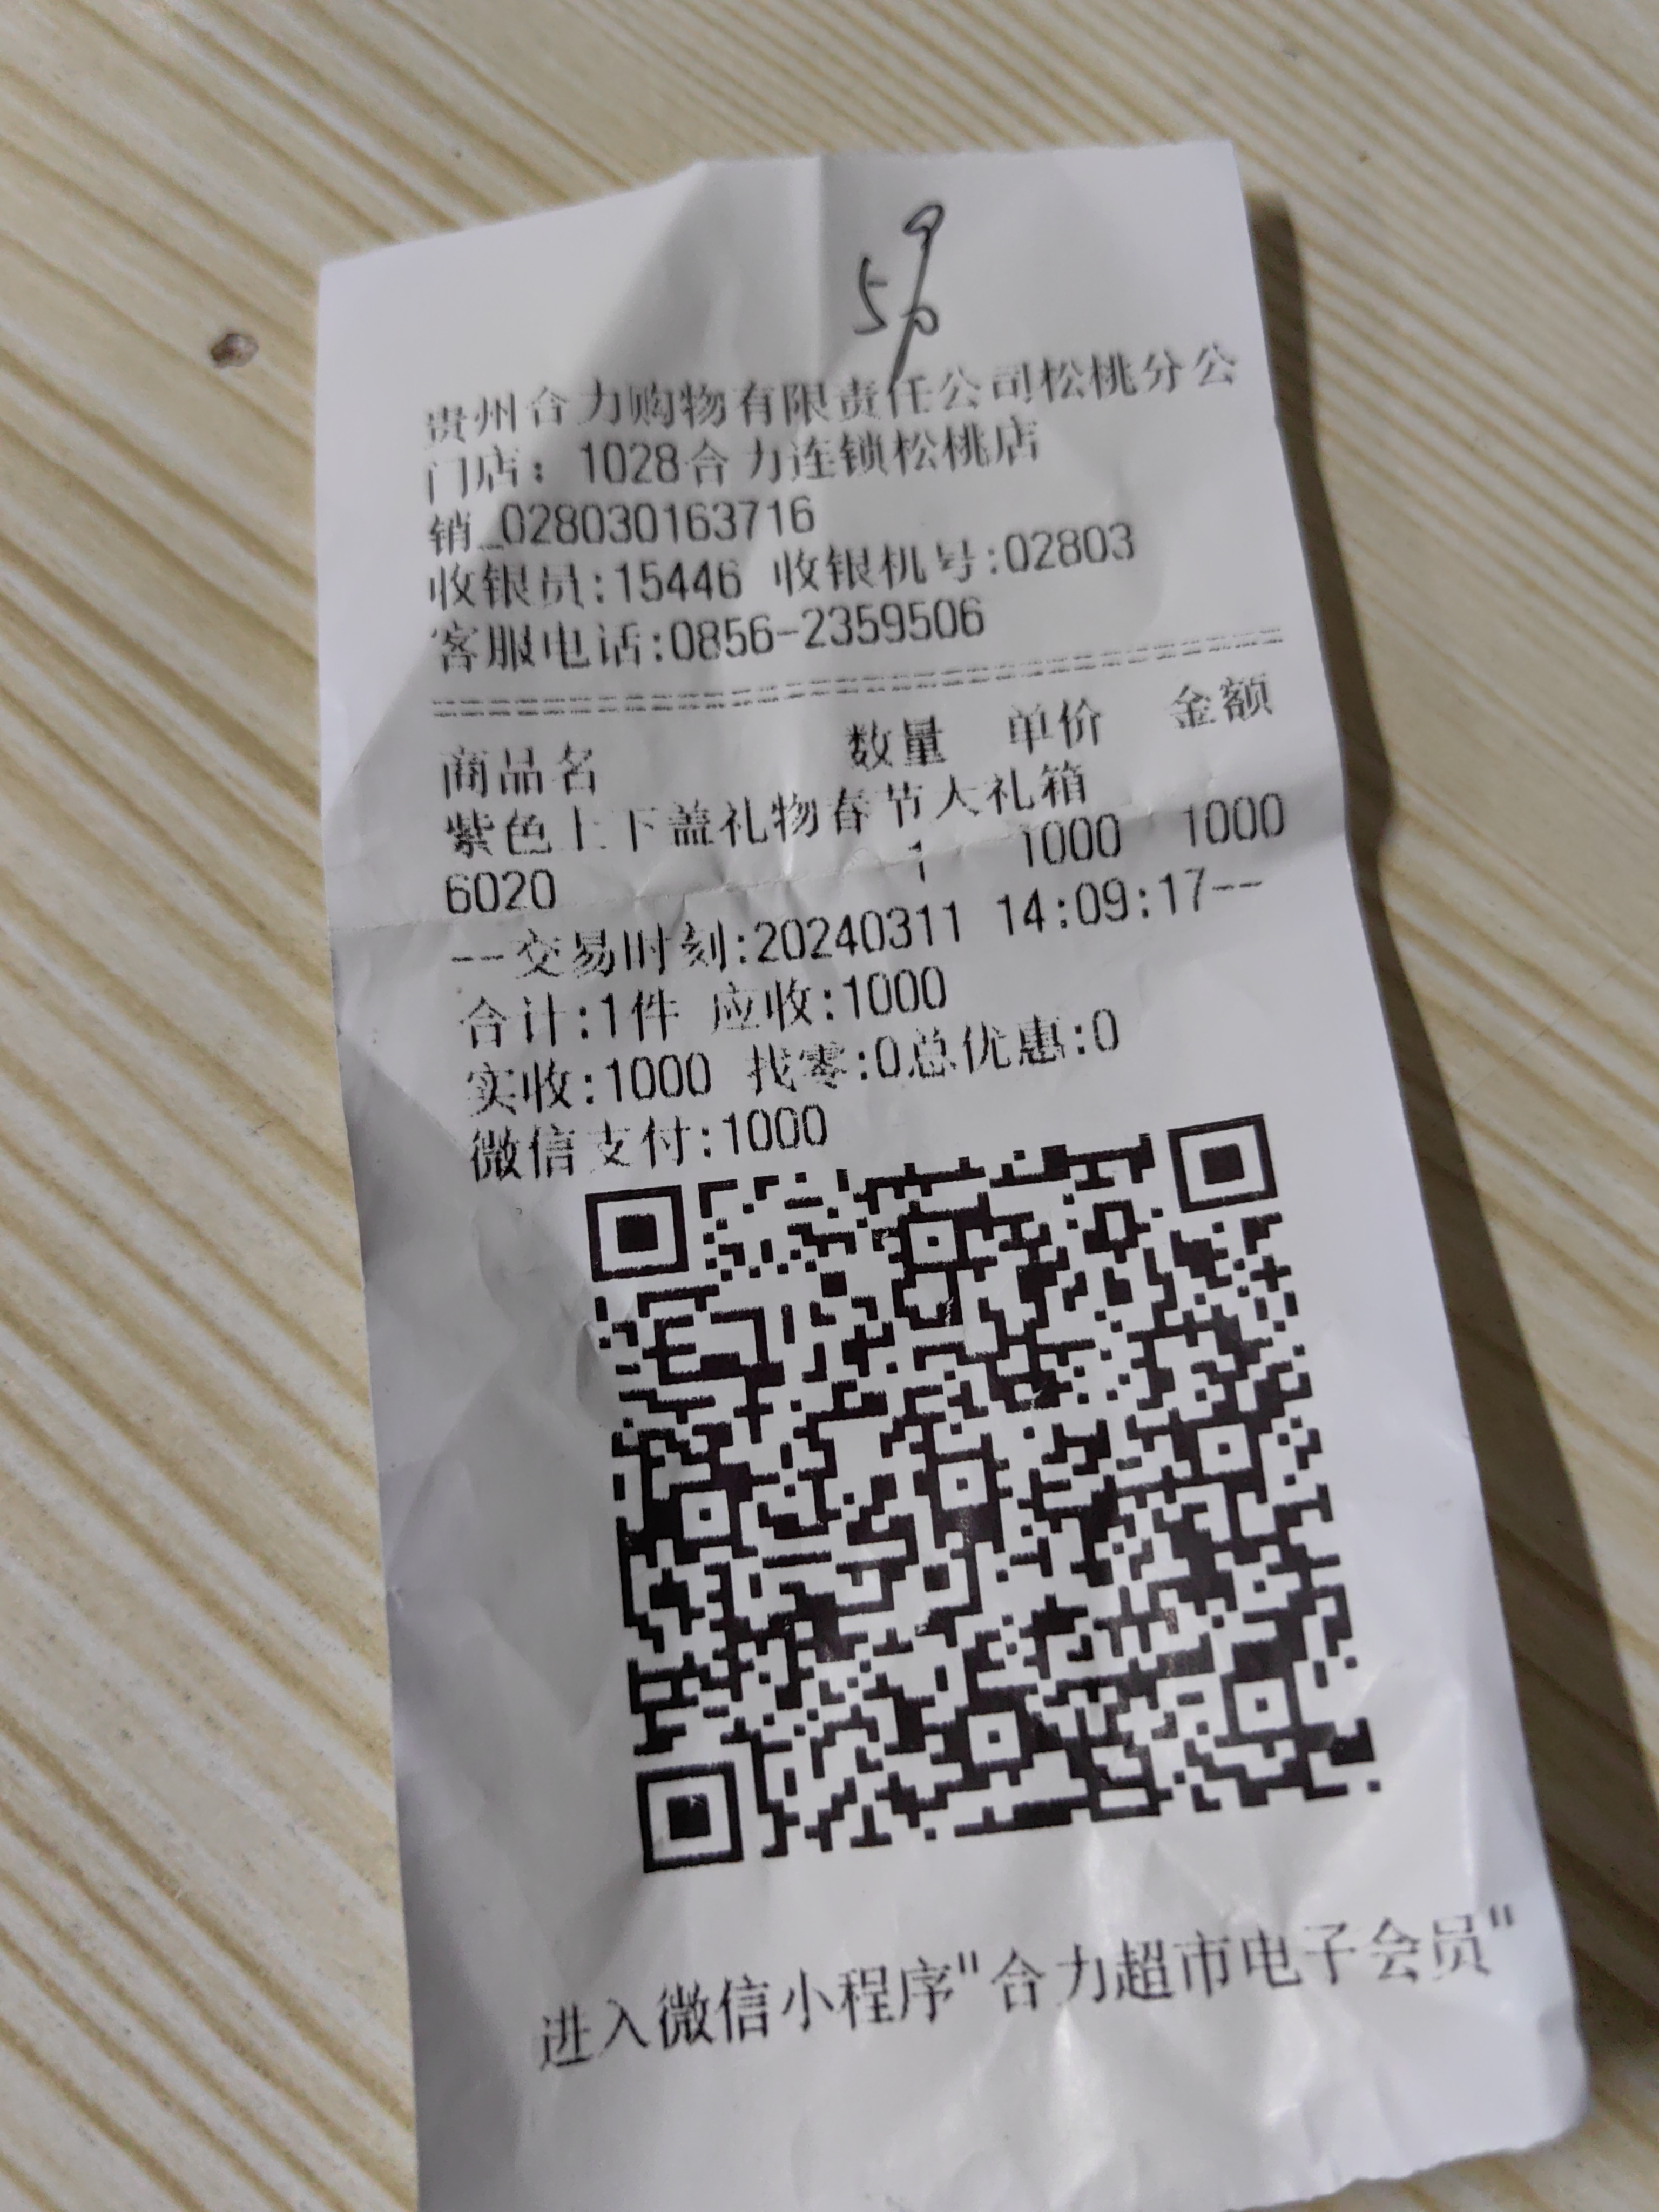 贵州合力购物有限责任公司松桃分公
门店：1028合力连锁松桃店
销_028030163716
收银员:15446 收银机号:02803
客服电话:0856-2359506
商品名 数量 单价 金额
紫色上下盖礼物春节大礼箱
6020 1 1000 1000
--交易时刻:20240311 14:09:17--
合计:1件 应收:1000
实收:1000 找零:0总优惠:0
微信支付:1000
进入微信小程序"合力超市电子会员"